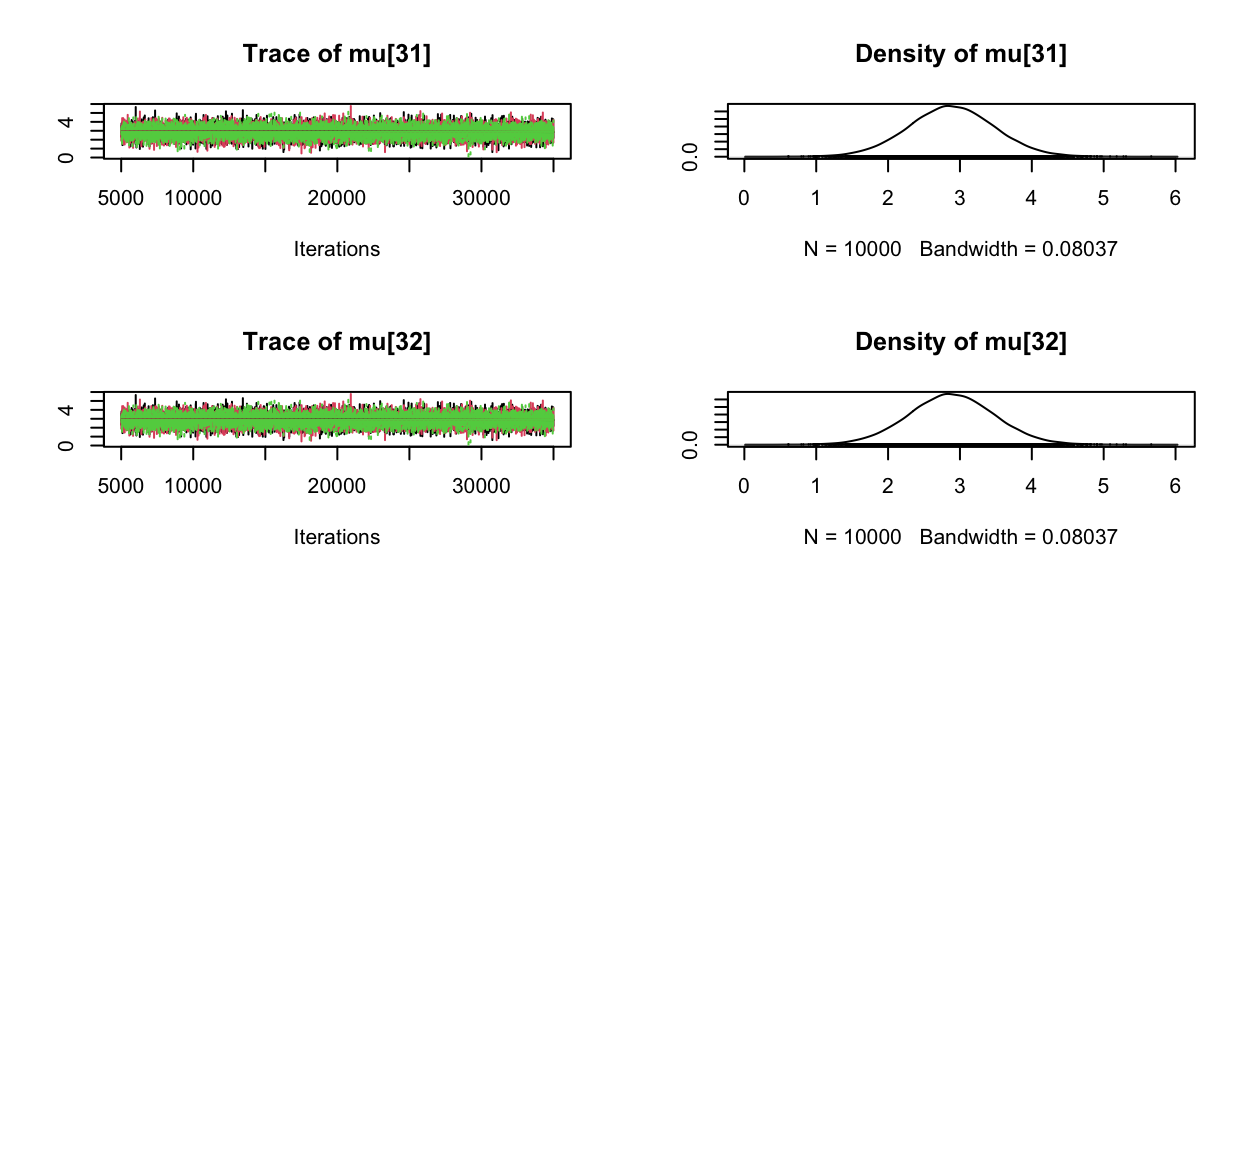 Trace of mu[31]
4
0
5000 10000 20000 30000
Iterations
Density of mu[31]
0.0
0 1 2 3 4 5 6
N = 10000 Bandwidth = 0.08037
Trace of mu[32]
4
0
5000 10000 20000 30000
Iterations
Density of mu[32]
0.0
0 1 2 3 4 5 6
N = 10000 Bandwidth = 0.08037